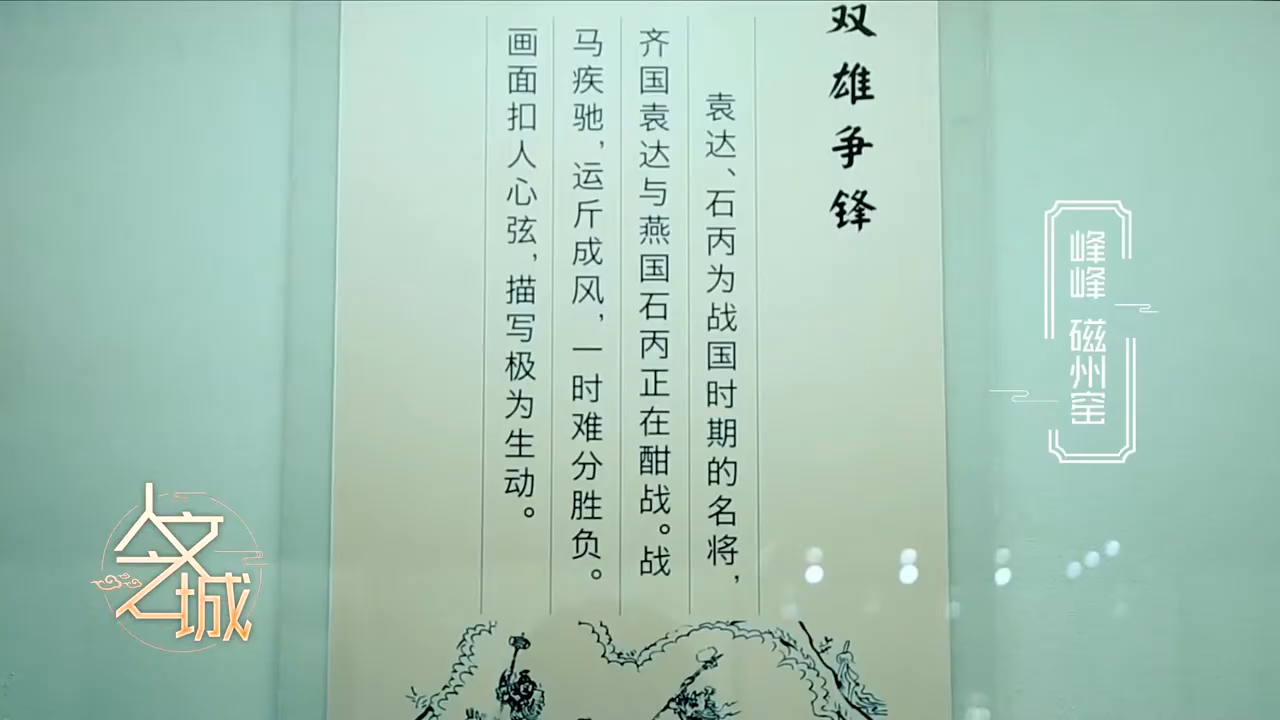 双雄争锋
袁达、石丙为战国时期的名将，
齐国袁达与燕国石丙正在酣战。战
马疾驰，运斤成风，一时难分胜负。
画面扣人心弦，描写极为生动。
峰峰 磁州窑
人文之城